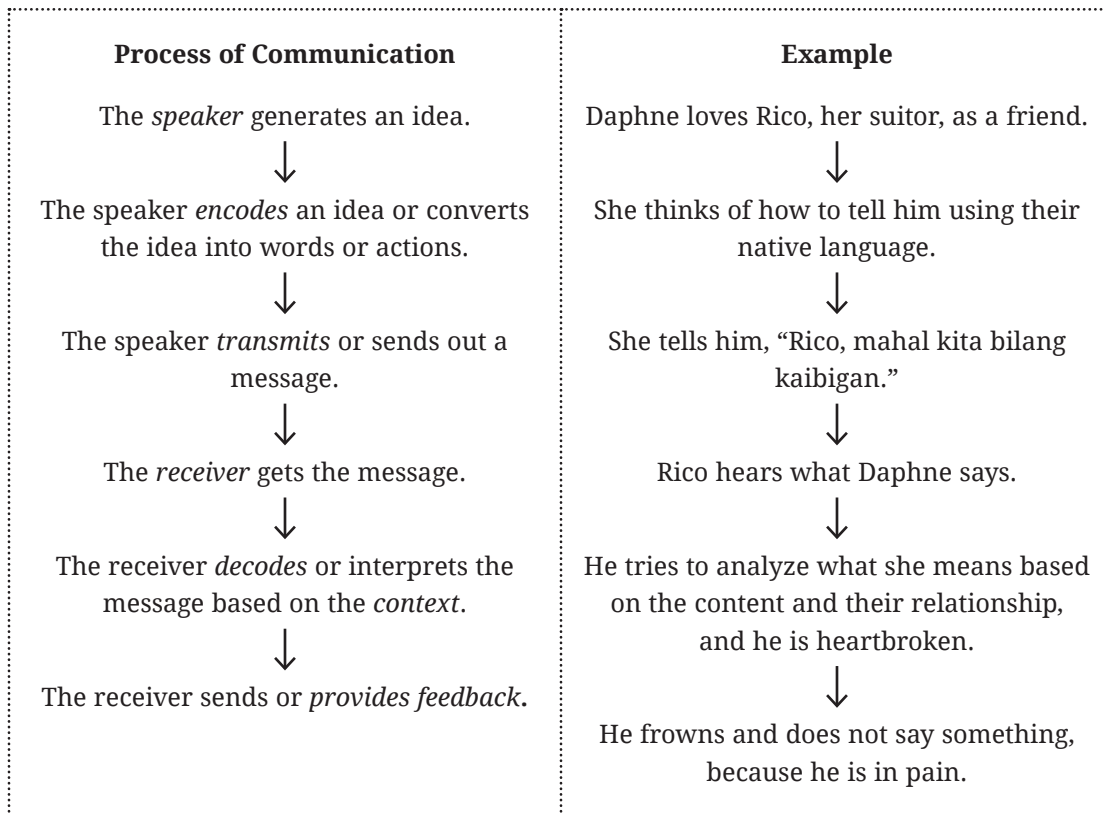 Process of Communication
The speaker generates an idea.
The speaker encodes an idea or converts
the idea into words or actions.
The speaker transmits or sends out a
message.
The receiver gets the message.
The receiver decodes or interprets the
message based on the context.
The receiver sends or provides feedback.
Example
Daphne loves Rico, her suitor, as a friend.
She thinks of how to tell him using their
native language.
She tells him, “Rico, mahal kita bilang
kaibigan.”
Rico hears what Daphne says.
He tries to analyze what she means based
on the content and their relationship,
and he is heartbroken.
He frowns and does not say something,
because he is in pain.